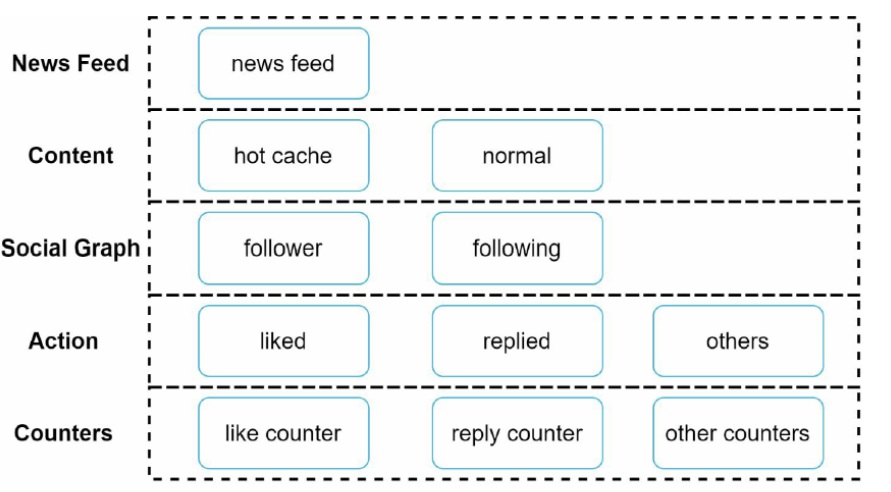 News Feed
news feed
Content
hot cache
normal
Social Graph
follower
following
Action
liked
replied
others
Counters
like counter
reply counter
other counters